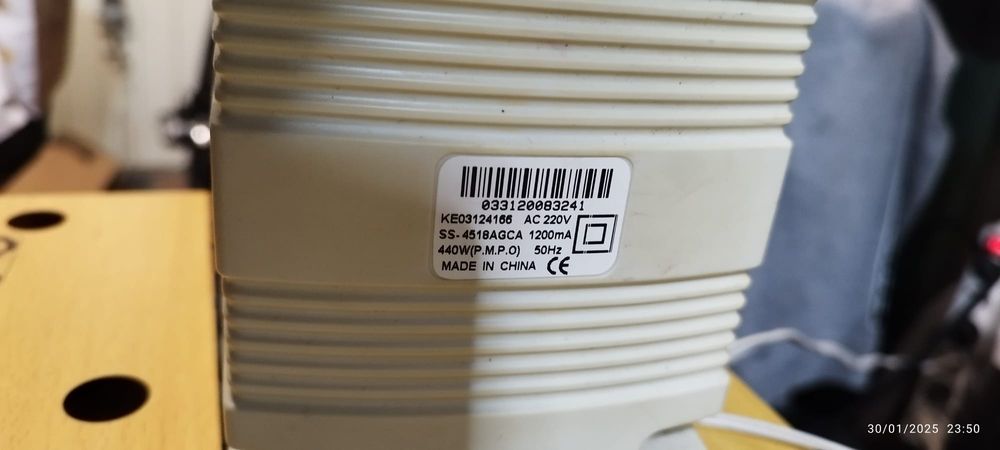 033120083241
KE03124166 AC 220V
SS-4518AGCA 1200mA
440W(P.M.P.O) 50Hz
MADE IN CHINA CE
30/01/2025 23:50